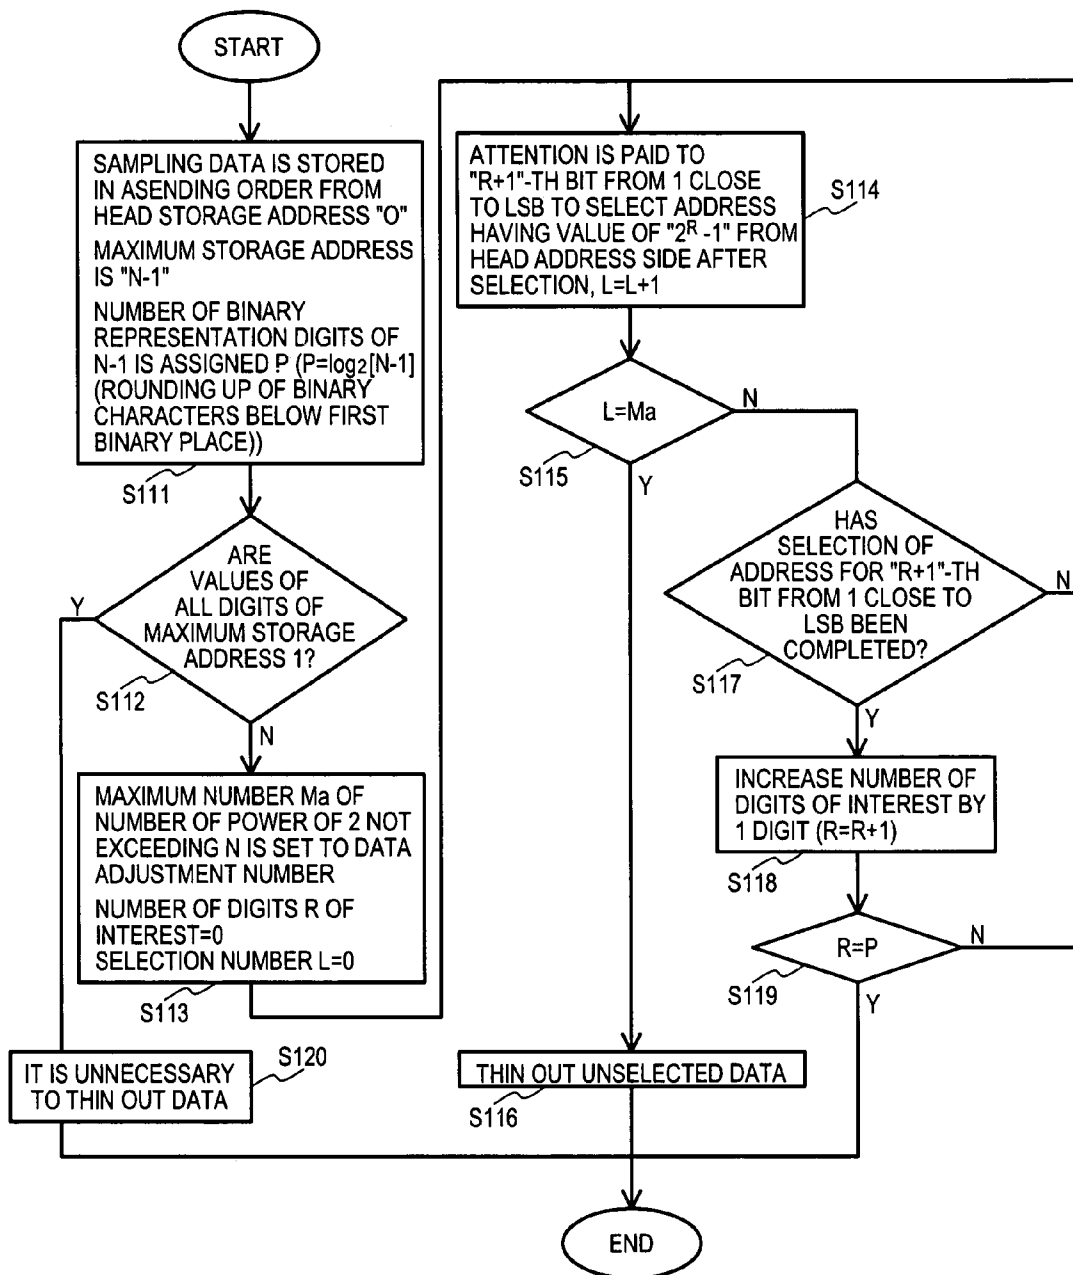 START
SAMPLING DATA IS STORED
IN ASENDING ORDER FROM
HEAD STORAGE ADDRESS "O"
MAXIMUM STORAGE ADDRESS
IS "N-1"
NUMBER OF BINARY
REPRESENTATION DIGITS OF
N-1 IS ASSIGNED P (P=log2[N-1]
(ROUNDING UP OF BINARY
CHARACTERS BELOW FIRST
BINARY PLACE))
S111
ARE
VALUES OF
ALL DIGITS OF
MAXIMUM STORAGE
ADDRESS 1?
Y
S112
N
MAXIMUM NUMBER Ma OF
NUMBER OF POWER OF 2 NOT
EXCEEDING N IS SET TO DATA
ADJUSTMENT NUMBER
NUMBER OF DIGITS R OF
INTEREST=0
SELECTION NUMBER L=0
S113
IT IS UNNECESSARY
TO THIN OUT DATA
S120
ATTENTION IS PAID TO
"R+1"-TH BIT FROM 1 CLOSE
TO LSB TO SELECT ADDRESS
HAVING VALUE OF "2^R -1" FROM
HEAD ADDRESS SIDE AFTER
SELECTION, L=L+1
S114
L=Ma
N
S115
Y
HAS
SELECTION OF
ADDRESS FOR "R+1"-TH
BIT FROM 1 CLOSE TO
LSB BEEN
COMPLETED?
N
S117
Y
INCREASE NUMBER OF
DIGITS OF INTEREST BY
1 DIGIT (R=R+1)
S118
R=P
N
S119
Y
THIN OUT UNSELECTED DATA
S116
END